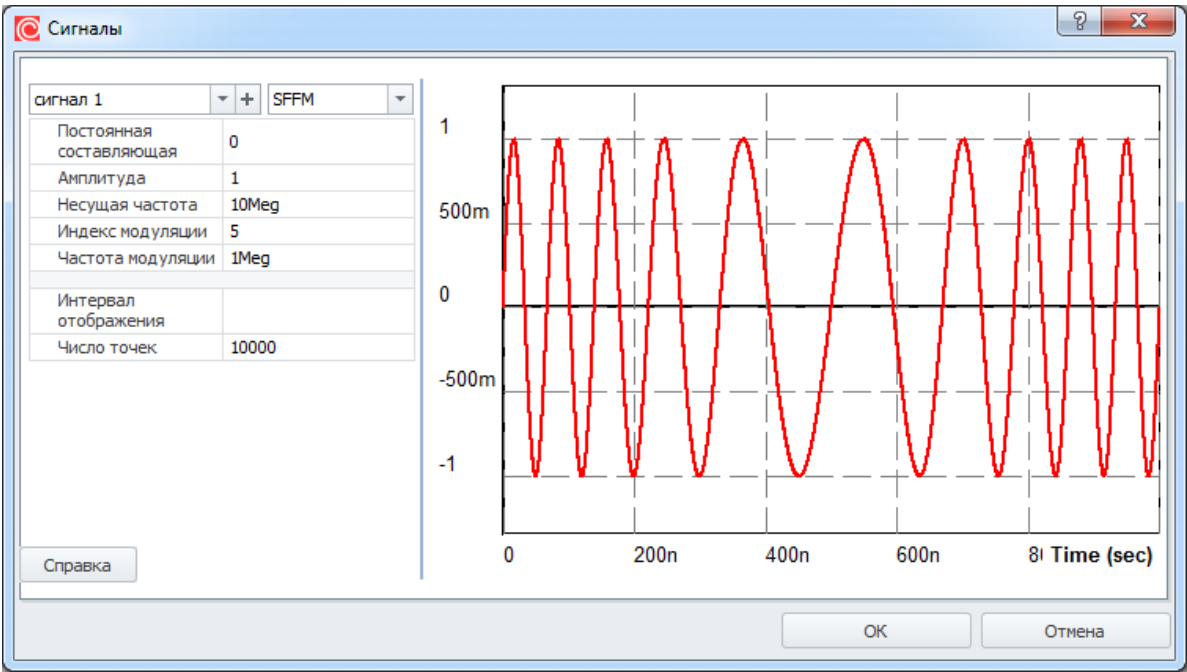 Сигналы
сигнал 1 + SFFM
Постоянная
составляющая 0
Амплитуда 1
Несущая частота 10Meg
Индекс модуляции 5
Частота модуляции 1Meg
Интервал
отображения
Число точек 10000
Справка
1
500m
0
-500m
-1
0 200n 400n 600n 8 Time (sec)
OK Отмена